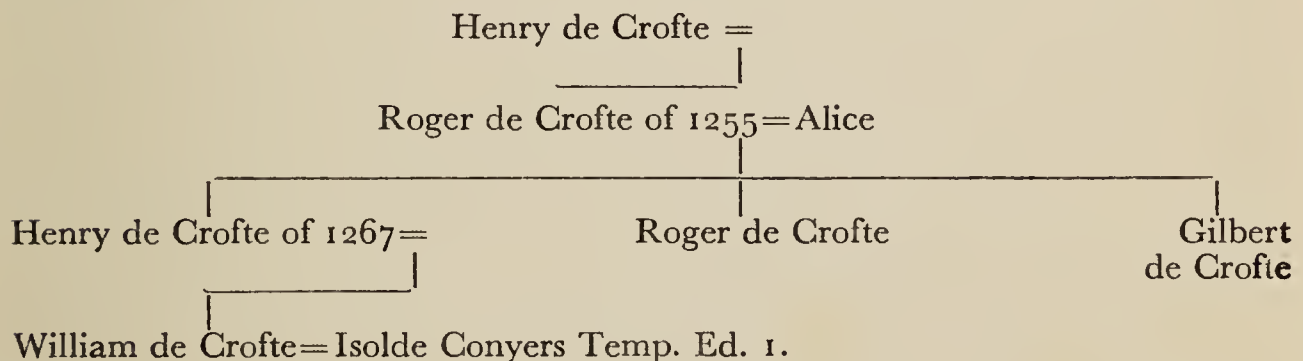 Henry de Crofte =
Roger de Crofte of 1255=Alice
Henry de Crofte of 1267= Roger de Crofte Gilbert
de Crofte
William de Crofte=Isolde Conyers Temp. Ed. 1.